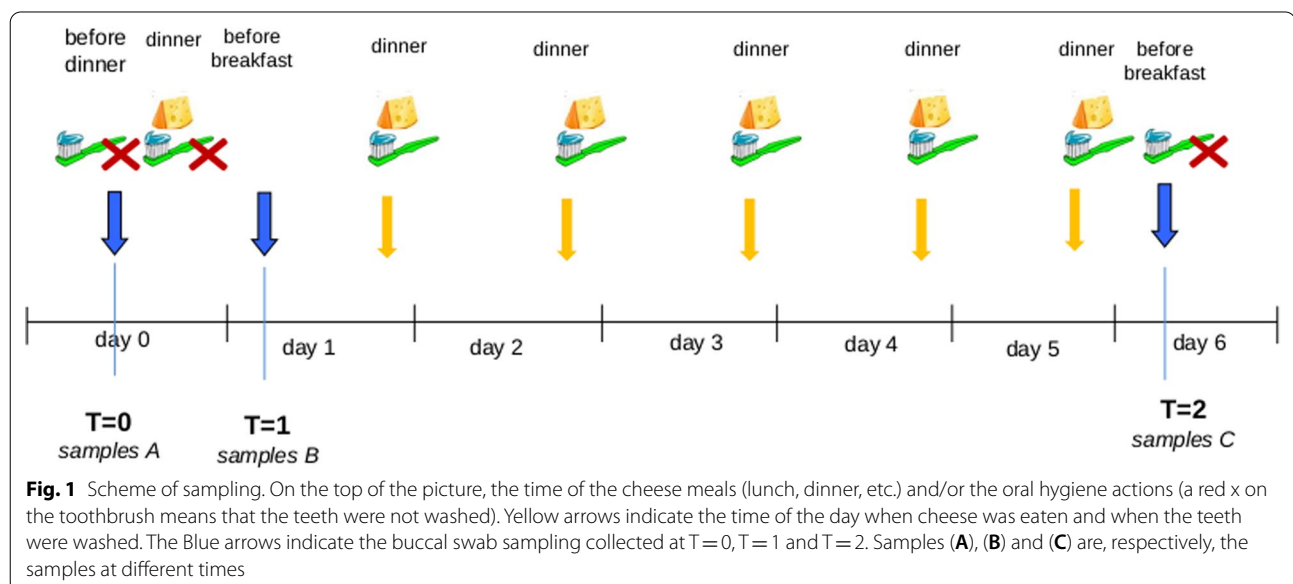 before
dinner
dinner
before
breakfast
dinner
dinner
dinner
dinner
dinner
before
breakfast
day 0
day 1
day 2
day 3
day 4
day 5
day 6
T=0
samples A
T=1
samples B
T=2
samples C
Fig. 1 Scheme of sampling. On the top of the picture, the time of the cheese meals (lunch, dinner, etc.) and/or the oral hygiene actions (a red x on
the toothbrush means that the teeth were not washed). Yellow arrows indicate the time of the day when cheese was eaten and when the teeth
were washed. The Blue arrows indicate the buccal swab sampling collected at T=0, T=1 and T=2. Samples (A), (B) and (C) are, respectively, the
samples at different times